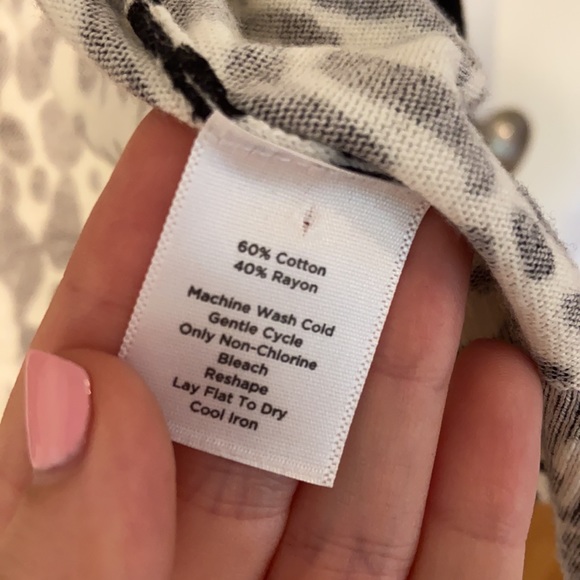 60% Cotton
40% Rayon
Machine Wash Cold
Gentle Cycle
Only Non-Chlorine
Bleach
Reshape
Lay Flat To Dry
Cool Iron